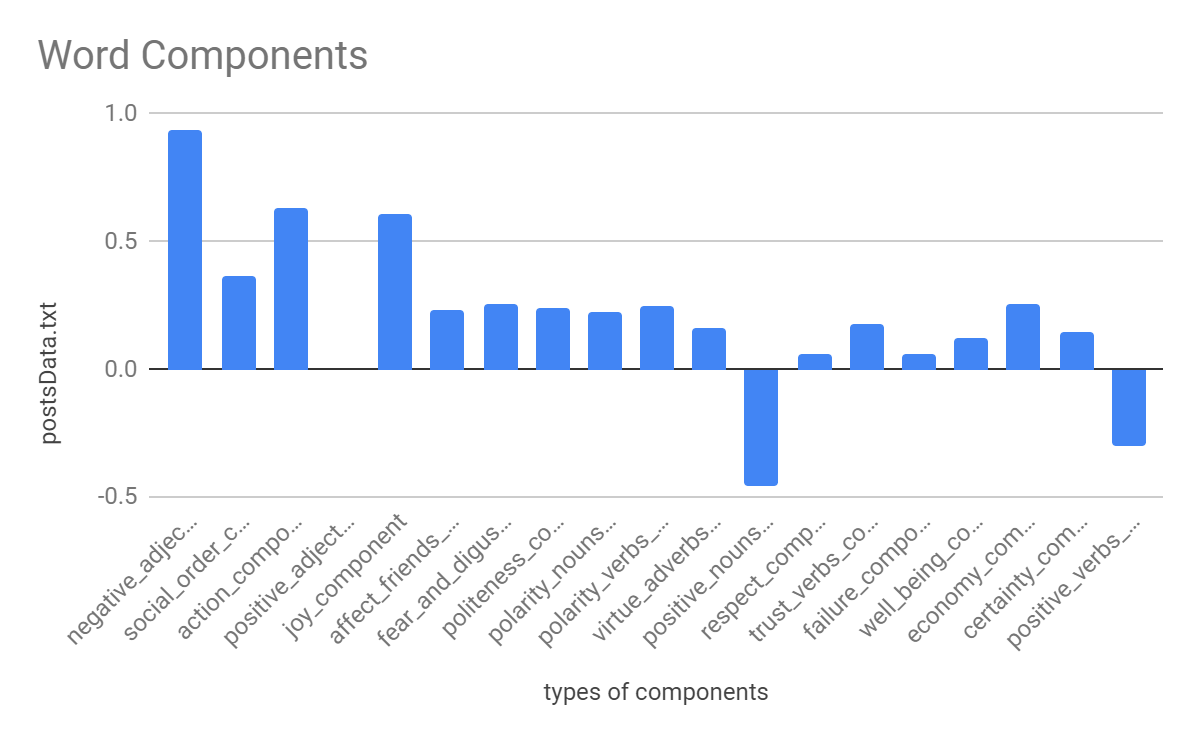 Word Components
1.0
0.5
0.0
-0.5
postsData.txt
negative_adjec...
social_order_c...
action_compo...
positive_adject...
joy_component
affect_friends_...
fear_and_digus...
politeness_co...
polarity_nouns...
polarity_verbs_...
virtue_adverbs...
positive_nouns...
respect_comp...
trust_verbs_co...
failure_compo...
well_being_co...
economy_com...
certainty_com...
positive_verbs_...
types of components